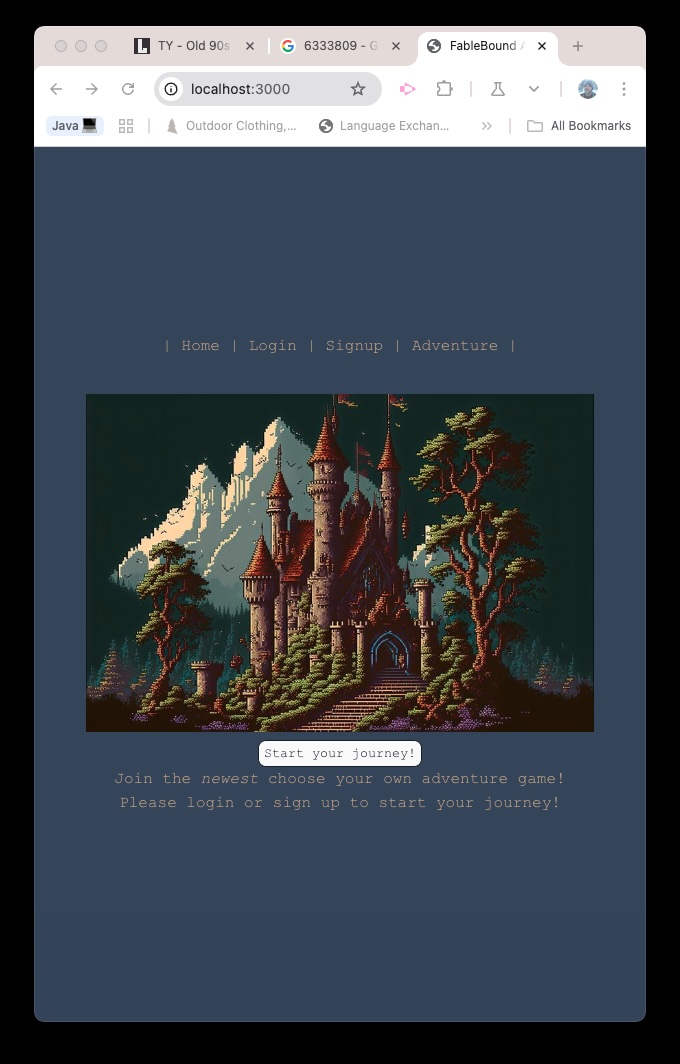 TY - Old 90s
6333809 - G
FableBound
localhost:3000
Java
Outdoor Clothing,...
Language Exchan...
All Bookmarks
| Home | Login | Signup | Adventure |
Start your journey!
Join the newest choose your own adventure game!
Please login or sign up to start your journey!